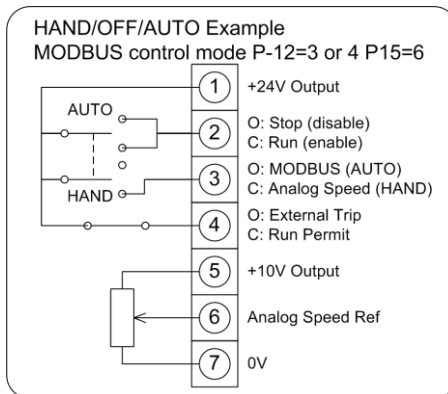 HAND/OFF/AUTO Example
MODBUS control mode P-12=3 or 4 P15=6
1 +24V Output
AUTO
2 O: Stop (disable)
C: Run (enable)
3 O: MODBUS (AUTO)
C: Analog Speed (HAND)
HAND
4 O: External Trip
C: Run Permit
5 +10V Output
6 Analog Speed Ref
7 0V